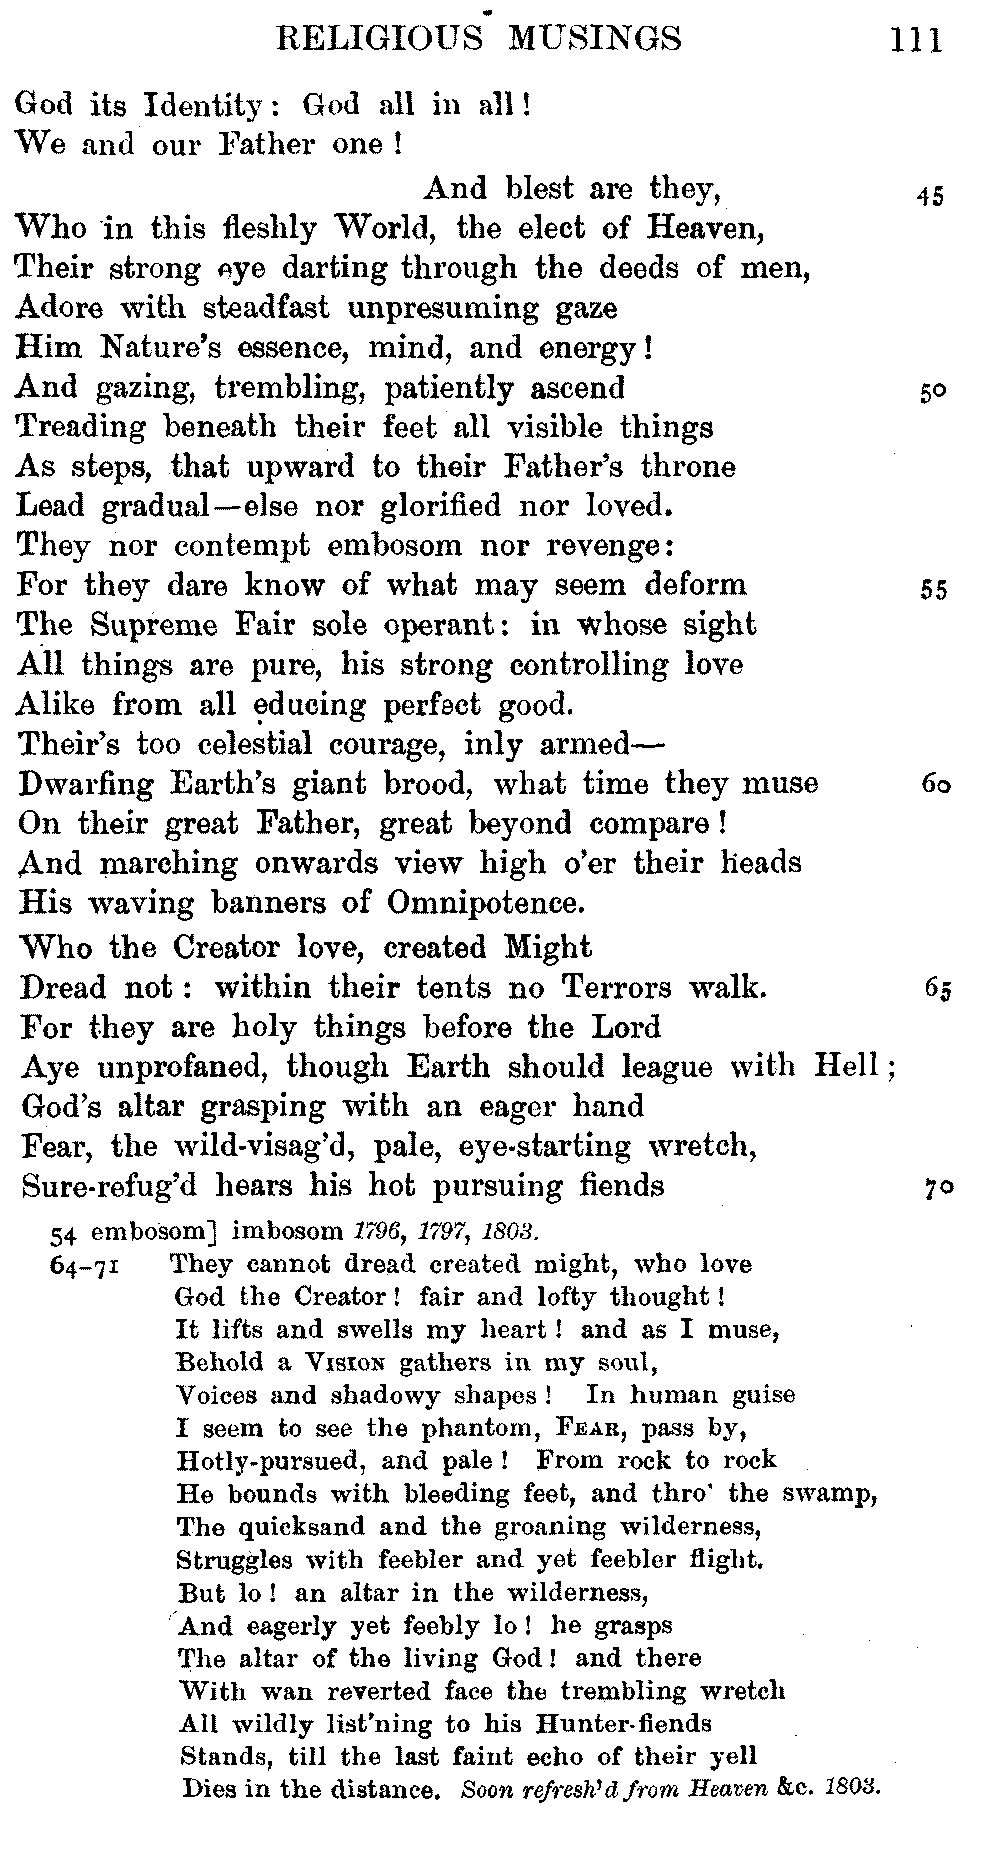 RELIGIOUS MUSINGS 111
God its Identity: God all in all!
We and our Father one!
And blest are they, 45
Who in this fleshly World, the elect of Heaven,
Their strong eye darting through the deeds of men,
Adore with steadfast unpresuming gaze
Him Nature's essence, mind, and energy!
And gazing, trembling, patiently ascend 50
Treading beneath their feet all visible things
As steps, that upward to their Father's throne
Lead gradual—else nor glorified nor loved.
They nor contempt embosom nor revenge:
For they dare know of what may seem deform 55
The Supreme Fair sole operant: in whose sight
All things are pure, his strong controlling love
Alike from all educing perfect good.
Their's too celestial courage, inly armed—
Dwarfing Earth's giant brood, what time they muse 60
On their great Father, great beyond compare!
And marching onwards view high o'er their heads
His waving banners of Omnipotence.
Who the Creator love, created Might
Dread not: within their tents no Terrors walk. 65
For they are holy things before the Lord
Aye unprofaned, though Earth should league with Hell;
God's altar grasping with an eager hand
Fear, the wild-visag'd, pale, eye-starting wretch,
Sure-refug'd hears his hot pursuing fiends 70
54 embosom] imbosom 1796, 1797, 1803.
64-71 They cannot dread created might, who love
God the Creator! fair and lofty thought!
It lifts and swells my heart! and as I muse,
Behold a VISION gathers in my soul,
Voices and shadowy shapes! In human guise
I seem to see the phantom, FEAR, pass by,
Hotly-pursued, and pale! From rock to rock
He bounds with bleeding feet, and thro' the swamp,
The quicksand and the groaning wilderness,
Struggles with feebler and yet feebler flight.
But lo! an altar in the wilderness,
And eagerly yet feebly lo! he grasps
The altar of the living God! and there
With wan reverted face the trembling wretch
All wildly list'ning to his Hunter-fiends
Stands, till the last faint echo of their yell
Dies in the distance. Soon refresh'd from Heaven &c. 1803.